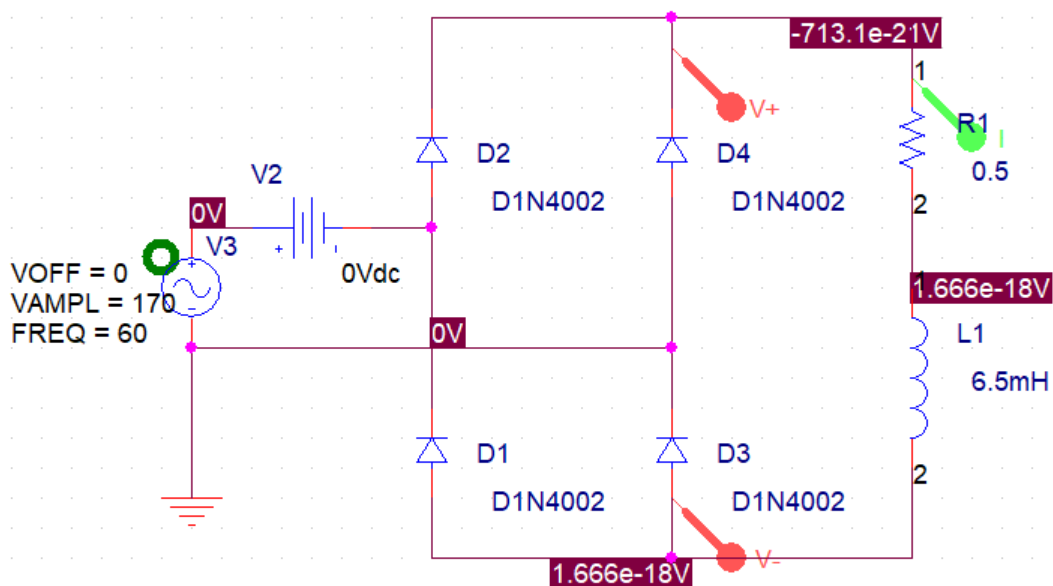 -713.1e-21V
1
V+
R1
I
0.5
2
D2
D4
D1N4002
D1N4002
V2
0V
+
-
V3
+
-
0Vdc
VOFF = 0
VAMPL = 170
FREQ = 60
0V
1
1.666e-18V
L1
6.5mH
2
D1
D3
D1N4002
D1N4002
V-
1.666e-18V